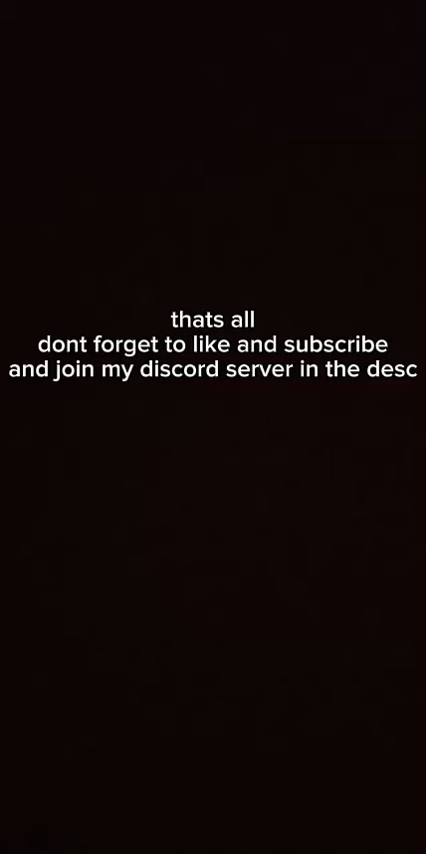 thats all
dont forget to like and subscribe
and join my discord server in the desc